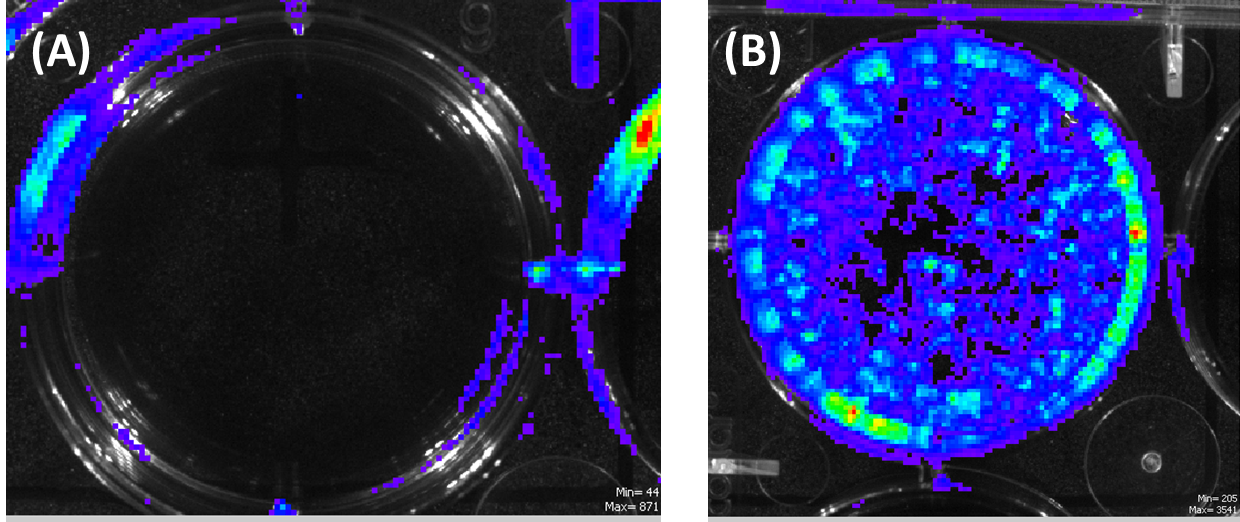 (A)
(B)
Min= 44
Max= 871
Min= 205
Max= 3541